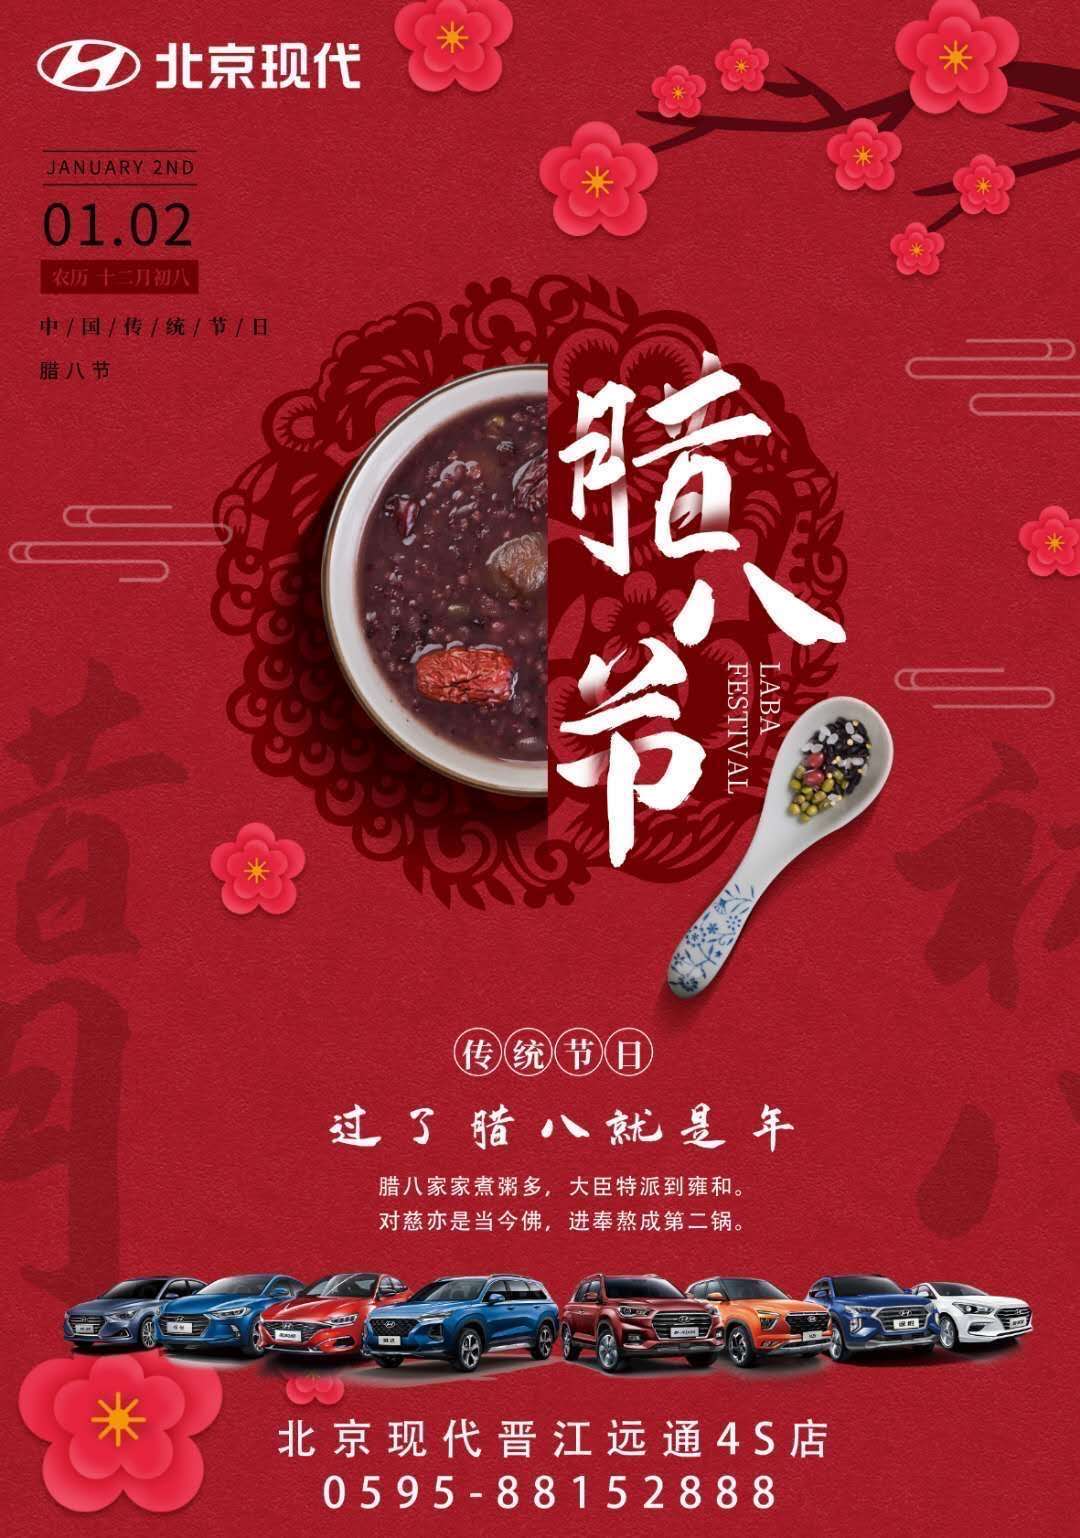 北京现代
JANUARY 2ND
01.02
农历 十二月初八
中/国/传/统/节/日
腊八节
腊八节
LABA
FESTIVAL
传统节日
过了腊八就是年
腊八家家煮粥多，大臣特派到雍和。
对慈亦是当今佛，进奉熬成第二锅。
北京现代晋江远通4S店
0595-88152888